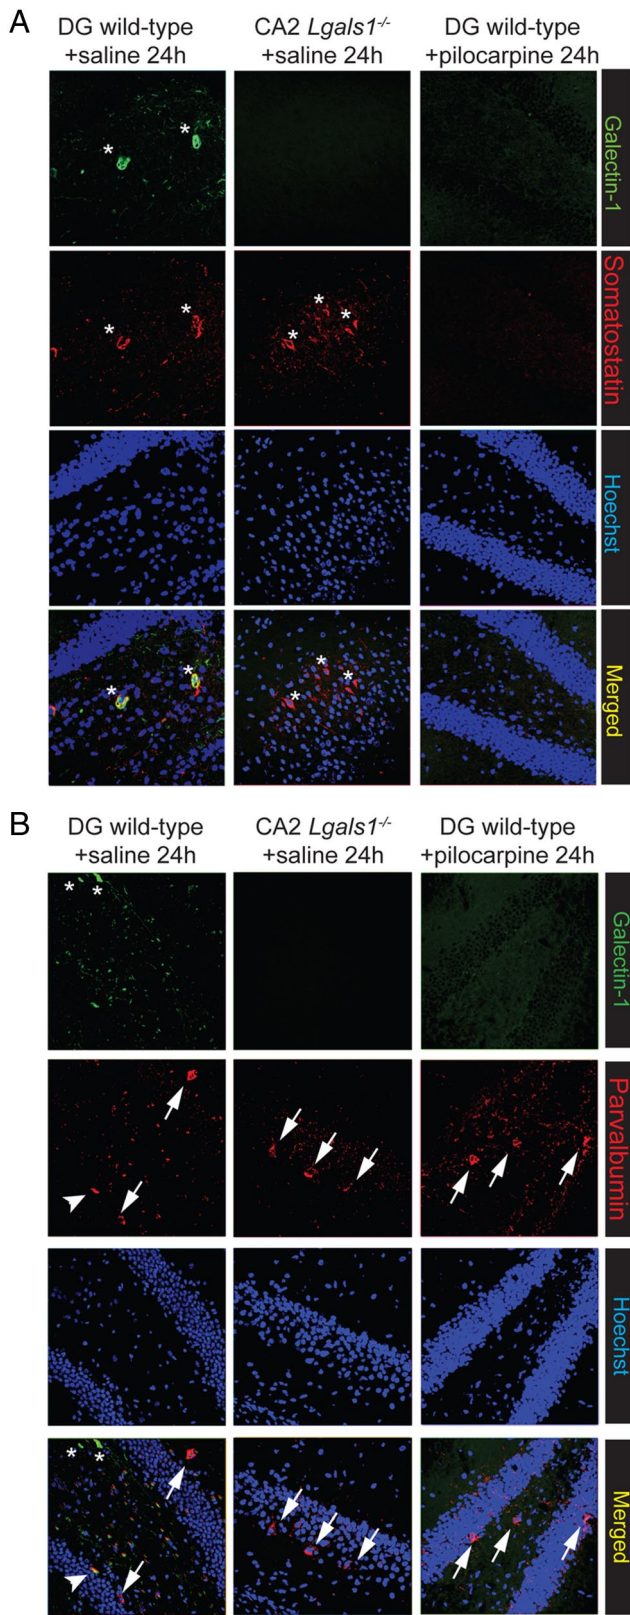 A
DG wild-type
+saline 24h
CA2 Lgals1-/-
+saline 24h
DG wild-type
+pilocarpine 24h
Galectin-1
*
*
Somatostatin
*
*
*
*
*
Hoechst
Merged
*
*
*
*
*
B
DG wild-type
+saline 24h
CA2 Lgals1-/-
+saline 24h
DG wild-type
+pilocarpine 24h
Galectin-1
* *
Parvalbumin
Hoechst
Merged
* *